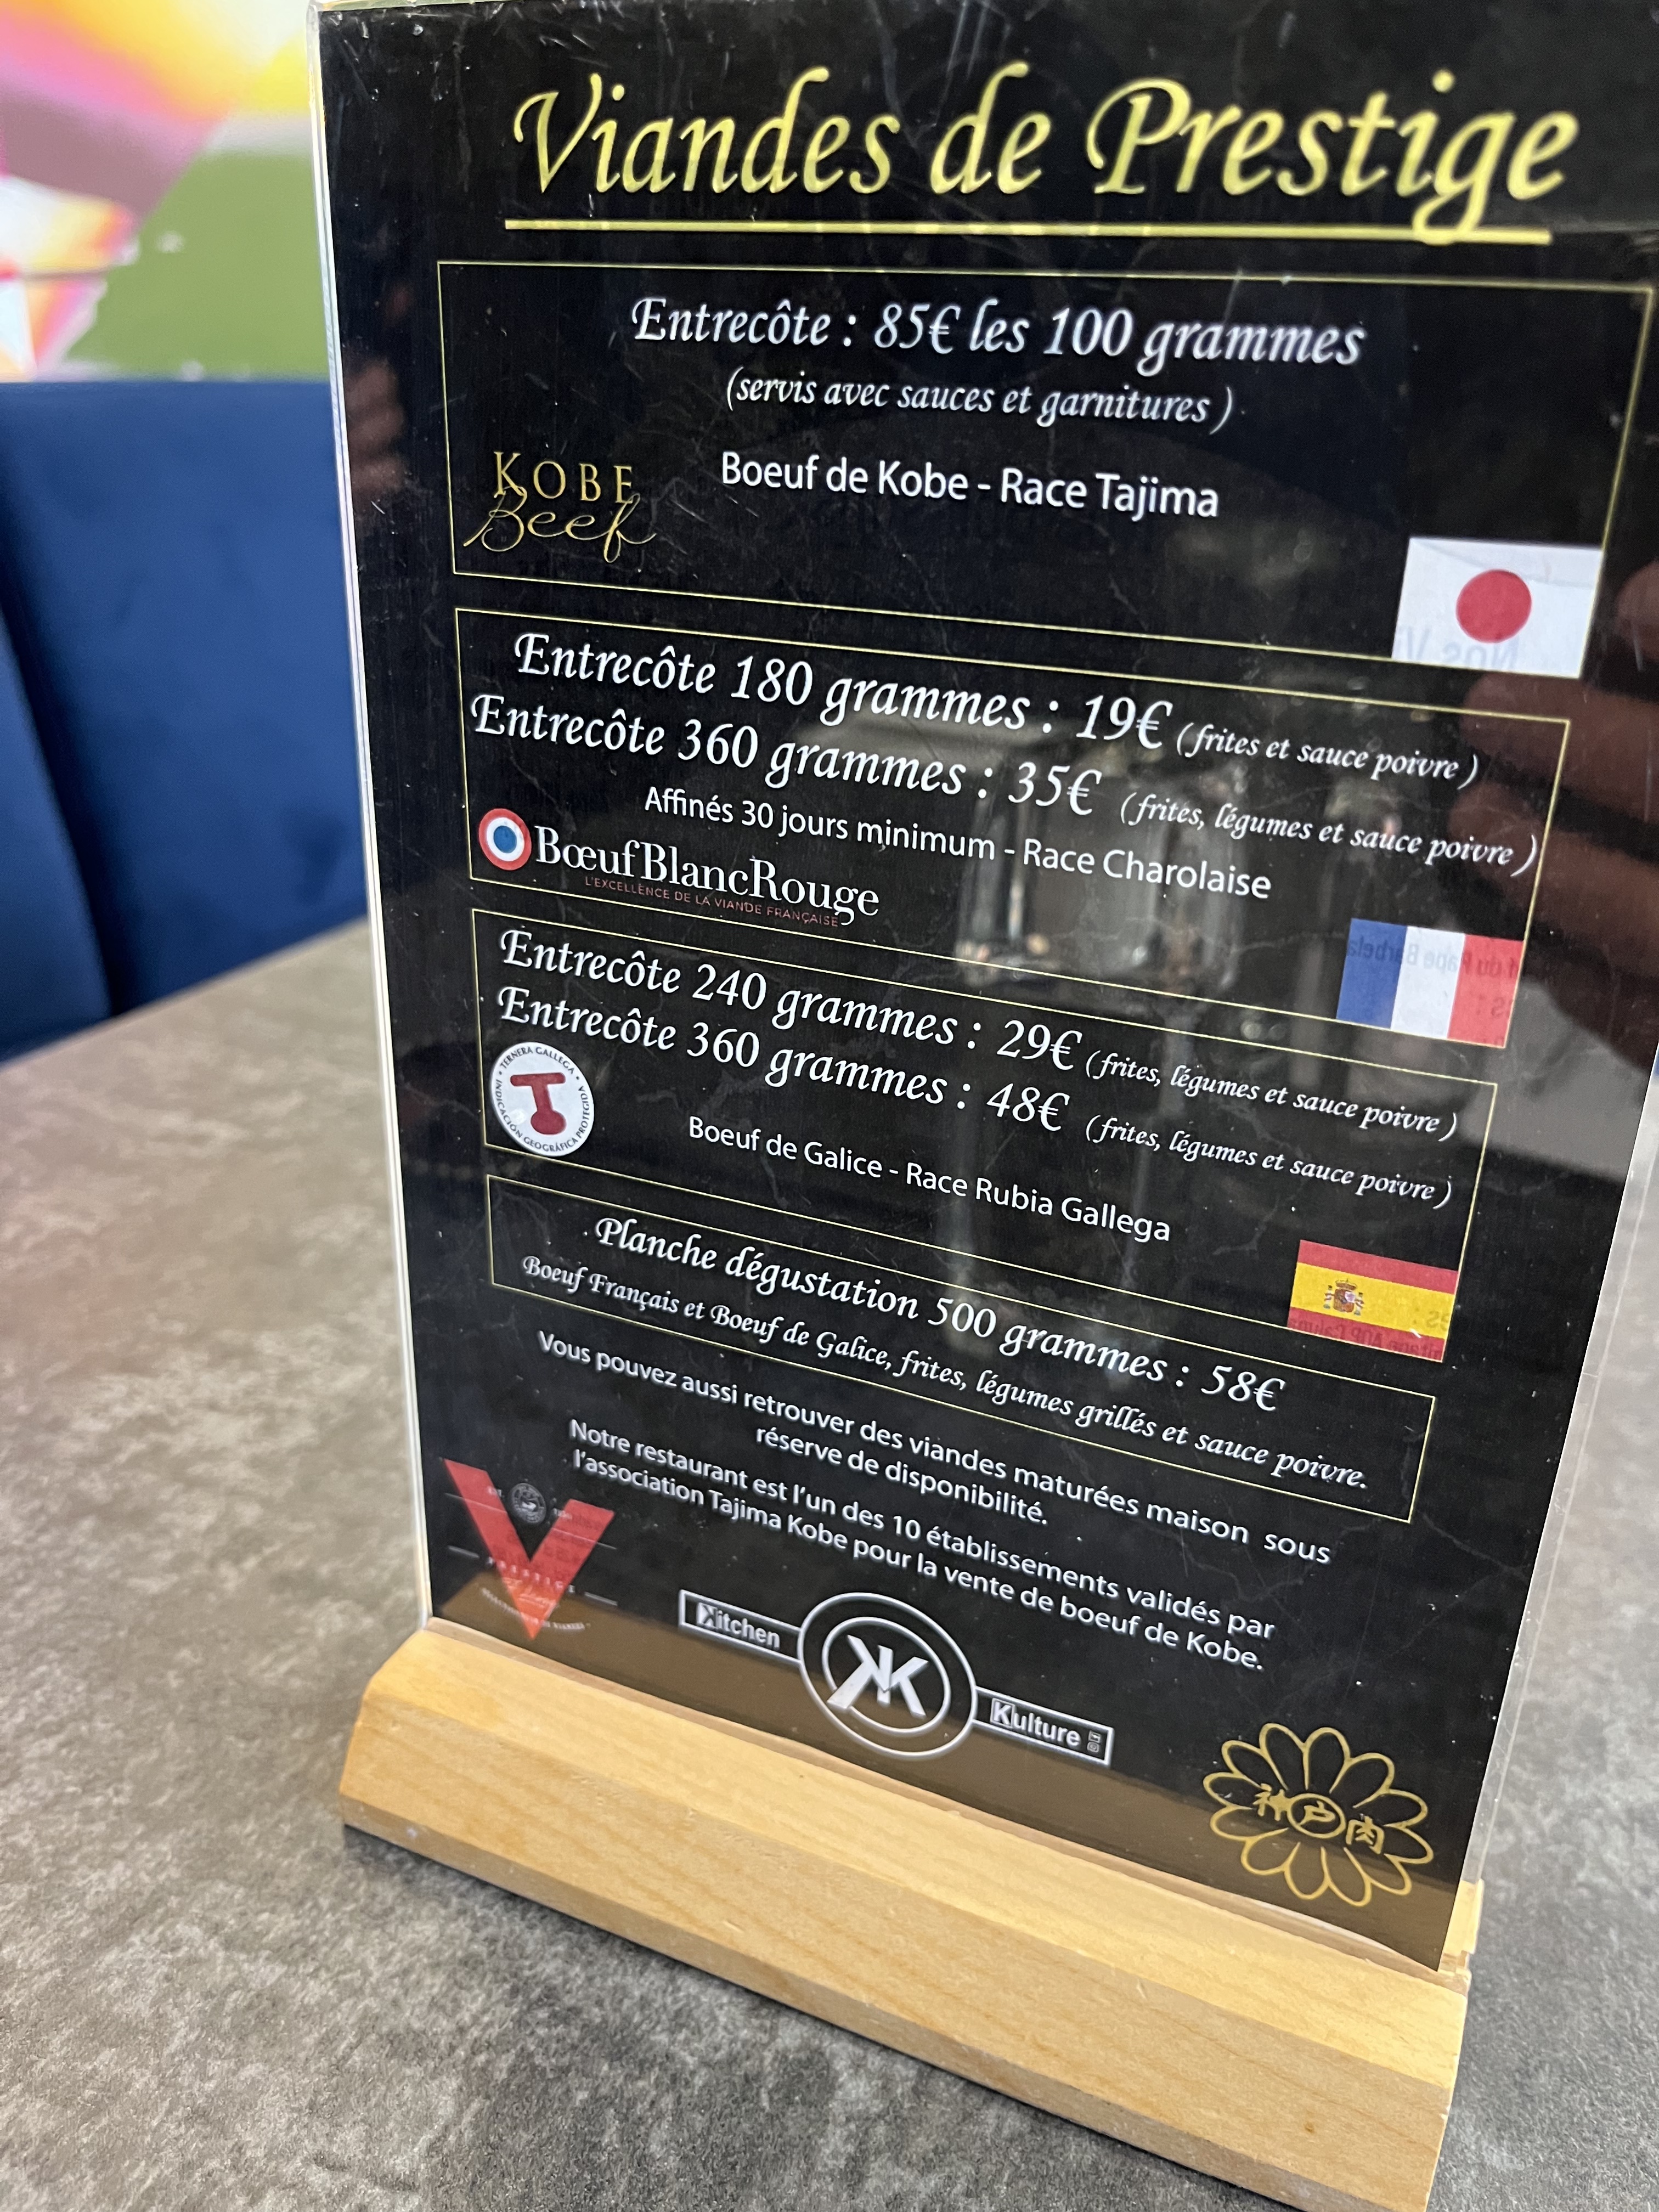 Viandes de Prestige
Entrecôte : 85€ les 100 grammes
(servis avec sauces et garnitures )
KOBE
Beef
Boeuf de Kobe - Race Tajima
Entrecôte 180 grammes : 19€ (frites et sauce poivre )
Entrecôte 360 grammes : 35€ (frites, légumes et sauce poivre )
Affinés 30 jours minimum - Race Charolaise
BœufBlancRouge
L'EXCELLENCE DE LA VIANDE FRANÇAISE
Entrecôte 240 grammes : 29€ (frites, légumes et sauce poivre )
Entrecôte 360 grammes : 48€ (frites, légumes et sauce poivre )
TERNERA GALLEGA
INDICACIÓN GEOGRÁFICA PROTEGIDA
Boeuf de Galice - Race Rubia Gallega
Planche dégustation 500 grammes : 58€
Boeuf Français et Boeuf de Galice, frites, légumes grillés et sauce poivre.
Vous pouvez aussi retrouver des viandes maturées maison sous
réserve de disponibilité.
Notre restaurant est l'un des 10 établissements validés par
l'association Tajima Kobe pour la vente de boeuf de Kobe.
V
PRESTIGE
Kitchen
KK
Kulture
神戸肉